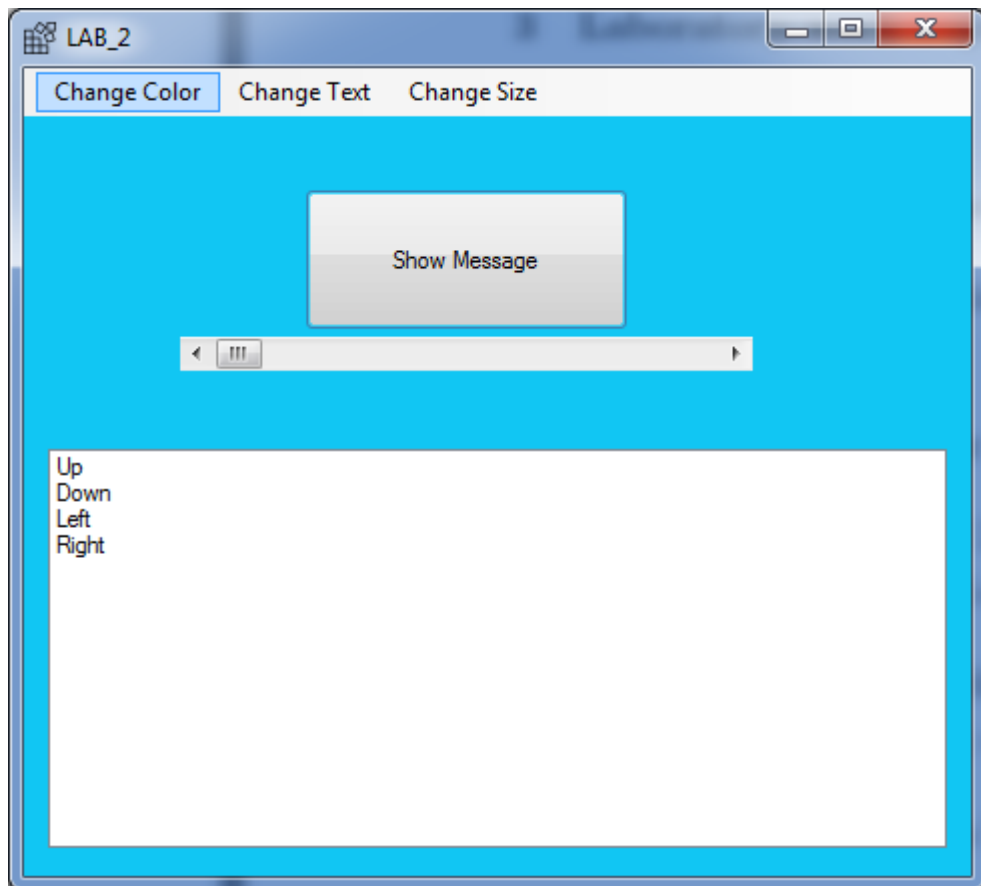 LAB_2
Change Color Change Text Change Size
Show Message
Up
Down
Left
Right